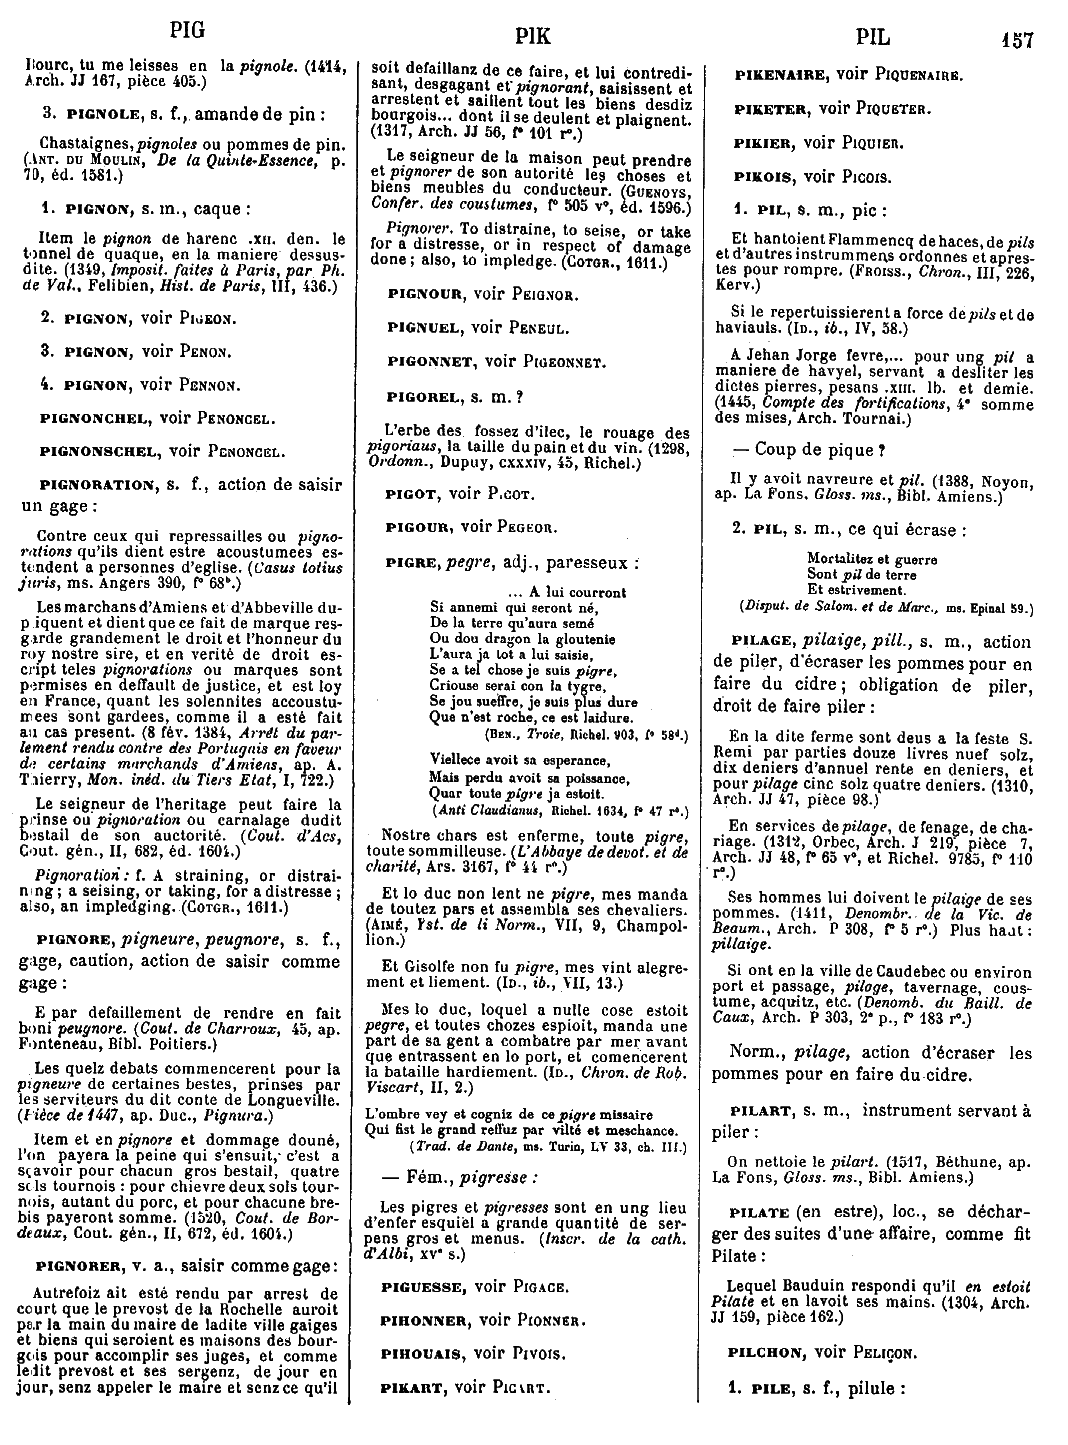 PIG
PIK
PIL
157
Bourc, tu me leisses en la pignole. (1414,
Arch. JJ 167, pièce 405.)
3. PIGNOLE, s. f., amande de pin :
Chastaignes, pignoles ou pommes de pin.
(ANT. DU MOULIN, De la Quinte-Essence, p.
70, éd. 1581.)
1. PIGNON, s. m., caque :
Item le pignon de harenc .XII. den. le
tonnel de quaque, en la maniere dessus-
dite. (1349, Imposit. faites à Paris, par Ph.
de Val., Felibien, Hist. de Paris, III, 436.)
2. PIGNON, voir PIGEON.
3. PIGNON, voir PENON.
4. PIGNON, voir PENNON.
PIGNONCHEL, voir PENONCEL.
PIGNONSCHEL, voir PENONCEL.
PIGNORATION, s. f., action de saisir
un gage :
Contre ceux qui repressailles ou pigno-
rations qu'ils dient estre acoustumees es-
tendent a personnes d'eglise. (Casus totius
juris, ms. Angers 390, f° 68ᵇ.)
Les marchans d'Amiens et d'Abbeville du-
pliquent et dient que ce fait de marque res-
garde grandement le droit et l'honneur du
roy nostre sire, et en verité de droit es-
cript teles pignorations ou marques sont
permises en deffault de justice, et est loy
en France, quant les solennites accoustu-
mees sont gardees, comme il a esté fait
au cas present. (8 fév. 1384, Arrêt du par-
lement rendu contre des Portugais en faveur
de certains marchands d'Amiens, ap. A.
Thierry, Mon. inéd. du Tiers Etat, I, 722.)
Le seigneur de l'heritage peut faire la
prinse ou pignoration ou carnalage dudit
bestail de son auctorité. (Cout. d'Acs,
Cout. gén., II, 682, éd. 1604.)
Pignoration : f. A straining, or distrai-
ning ; a seising, or taking, for a distresse ;
also, an impledging. (COTGR., 1611.)
PIGNORE, pigneure, peugnore, s. f.,
gage, caution, action de saisir comme
gage :
E par defaillement de rendre en fait
boni peugnore. (Cout. de Charroux, 45, ap.
Fonteneau, Bibl. Poitiers.)
Les quelz debats commencerent pour la
pigneure de certaines bestes, prinses par
les serviteurs du dit conte de Longueville.
(Pièce de 1447, ap. Duc., Pignura.)
Item et en pignore et dommage douné,
l'on payera la peine qui s'ensuit, c'est a
sçavoir pour chacun gros bestail, quatre
sols tournois : pour chievre deux sols tour-
nois, autant du porc, et pour chacune bre-
bis payeront somme. (1520, Cout. de Bor-
deaux, Cout. gén., II, 672, éd. 1604.)
PIGNORER, v. a., saisir comme gage :
Autrefoiz ait esté rendu par arrest de
court que le prevost de la Rochelle auroit
par la main du maire de ladite ville gaiges
et biens qui seroient es maisons des bour-
gois pour accomplir ses juges, et comme
ledit prevost et ses sergenz, de jour en
jour, senz appeler le maire et senz ce qu'il
soit defaillanz de ce faire, et lui contredi-
sant, desgagant et pignorant, saisissent et
arrestent et saillent tout les biens desdiz
bourgois... dont il se deulent et plaignent.
(1317, Arch. JJ 56, f° 101 r°.)
Le seigneur de la maison peut prendre
et pignorer de son autorité les choses et
biens meubles du conducteur. (GUENOYS,
Confer. des coustumes, f° 505 v°, éd. 1596.)
Pignorer. To distraine, to seise, or take
for a distresse, or in respect of damage
done ; also, to impledge. (COTGR., 1611.)
PIGNOUR, voir PEIGNOR.
PIGNUEL, voir PENEUL.
PIGONNET, voir PIGEONNET.
PIGOREL, s. m. ?
L'erbe des fossez d'ilec, le rouage des
pigoriaus, la taille du pain et du vin. (1298,
Ordonn., Dupuy, CXXXIV, 45, Richel.)
PIGOT, voir PICOT.
PIGOUR, voir PEGEOR.
PIGRE, pegre, adj., paresseux :
... A lui courront
Si annemi qui seront né,
De la terre qu'aura semé
Ou dou dragon la gloutenie
L'aura ja tot a lui saisie,
Se a tel chose je suis pigre,
Criouse serai con la tygre,
Se jou sueffre, je suis plus dure
Que n'est roche, ce est laidure.
(BEN., Troie, Richel. 903, f° 58ᵈ.)
Viellece avoit sa esperance,
Mais perdu avoit sa poissance,
Quar toute pigre ja estoit.
(Anti Claudianus, Richel. 1634, f° 47 r°.)
Nostre chars est enferme, toute pigre,
toute sommilleuse. (L'Abbaye de devot. et de
charité, Ars. 3167, f° 44 r°.)
Et lo duc non lent ne pigre, mes manda
de toutez pars et assembla ses chevaliers.
(AIMÉ, Yst. de li Norm., VII, 9, Champol-
lion.)
Et Gisolfe non fu pigre, mes vint alegre-
ment et liement. (ID., ib., VII, 13.)
Mes lo duc, loquel a nulle cose estoit
pegre, et toutes chozes espioit, manda une
part de sa gent a combatre par mer avant
que entrassent en lo port, et comencerent
la bataille hardiement. (ID., Chron. de Rob.
Viscart, II, 2.)
L'ombre vey et cogniz de ce pigre missaire
Qui fist le grand reffuz par vilté et meschance.
(Trad. de Dante, ms. Turin, LV 33, ch. III.)
— Fém., pigresse :
Les pigres et pigresses sont en ung lieu
d'enfer esquiel a grande quantité de ser-
pens gros et menus. (Inscr. de la cath.
d'Albi, XVᵉ s.)
PIGUESSE, voir PIGACE.
PIHONNER, voir PIONNER.
PIHOUAIS, voir PIVOIS.
PIKART, voir PICART.
PIKENAIRE, voir PIQUENAIRE.
PIKETER, voir PIQUETER.
PIKIER, voir PIQUIER.
PIKOIS, voir PICOIS.
1. PIL, s. m., pic :
Et hantoient Flammencq de haces, de pils
et d'autres instrummens ordonnes et apres-
tes pour rompre. (FROISS., Chron., III, 226,
Kerv.)
Si le repertuissierent a force de pils et de
haviauls. (ID., ib., IV, 58.)
A Jehan Jorge fevre,... pour ung pil a
maniere de havyel, servant a desliter les
dictes pierres, pesans .XIII. lb. et demie.
(1445, Compte des fortifications, 4ᵉ somme
des mises, Arch. Tournai.)
— Coup de pique ?
Il y avoit navreure et pil. (1388, Noyon,
ap. La Fons. Gloss. ms., Bibl. Amiens.)
2. PIL, s. m., ce qui écrase :
Mortalitez et guerre
Sont pil de terre
Et estrivement.
(Disput. de Salom. et de Marc., ms. Epinal 59.)
PILAGE, pilaige, pill., s. m., action
de piler, d'écraser les pommes pour en
faire du cidre ; obligation de piler,
droit de faire piler :
En la dite ferme sont deus a la feste S.
Remi par parties douze livres nuef solz,
dix deniers d'annuel rente en deniers, et
pour pilage cinc solz quatre deniers. (1310,
Arch. JJ 47, pièce 98.)
En services de pilage, de fenage, de cha-
riage. (1312, Orbec, Arch. J 219, pièce 7,
Arch. JJ 48, f° 65 v°, et Richel. 9785, f° 110
r°.)
Ses hommes lui doivent le pilaige de ses
pommes. (1411, Denombr. de la Vic. de
Beaum., Arch. P 308, f° 5 r°.) Plus haut :
pillaige.
Si ont en la ville de Caudebec ou environ
port et passage, piloge, tavernage, cous-
tume, acquitz, etc. (Denomb. du Baill. de
Caux, Arch. P 303, 2ᵉ p., f° 183 r°.)
Norm., pilage, action d'écraser les
pommes pour en faire du cidre.
PILART, s. m., instrument servant à
piler :
On nettoie le pilart. (1517, Béthune, ap.
La Fons, Gloss. ms., Bibl. Amiens.)
PILATE (en estre), loc., se déchar-
ger des suites d'une affaire, comme fit
Pilate :
Lequel Bauduin respondi qu'il en estoit
Pilate et en lavoit ses mains. (1304, Arch.
JJ 159, pièce 162.)
PILCHON, voir PELIÇON.
1. PILE, s. f., pilule :